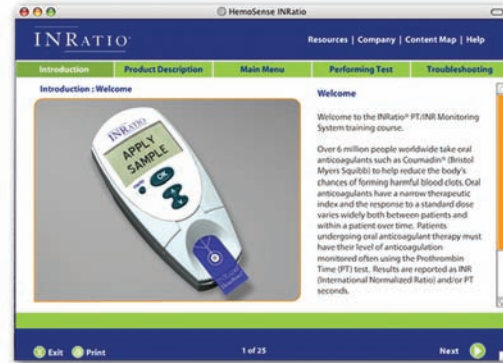 HemoSense INRatio
INRATIO
Resources | Company | Content Map | Help
Introduction
Product Description
Main Menu
Performing Test
Troubleshooting
Introduction : Welcome
INRATIO
APPLY
SAMPLE
OK
Welcome
Welcome to the INRatio® PT/INR Monitoring
System training course.
Over 6 million people worldwide take oral
anticoagulants such as Coumadin® (Bristol
Myers Squibb) to help reduce the body's
chances of forming harmful blood clots. Oral
anticoagulants have a narrow therapeutic
index and the response to a standard dose
varies widely both between patients and
within a patient over time. Patients
undergoing oral anticoagulant therapy must
have their level of anticoagulation
monitored often using the Prothrombin
Time (PT) test. Results are reported as INR
(International Normalized Ratio) and/or PT
seconds.
Exit
Print
1 of 25
Next